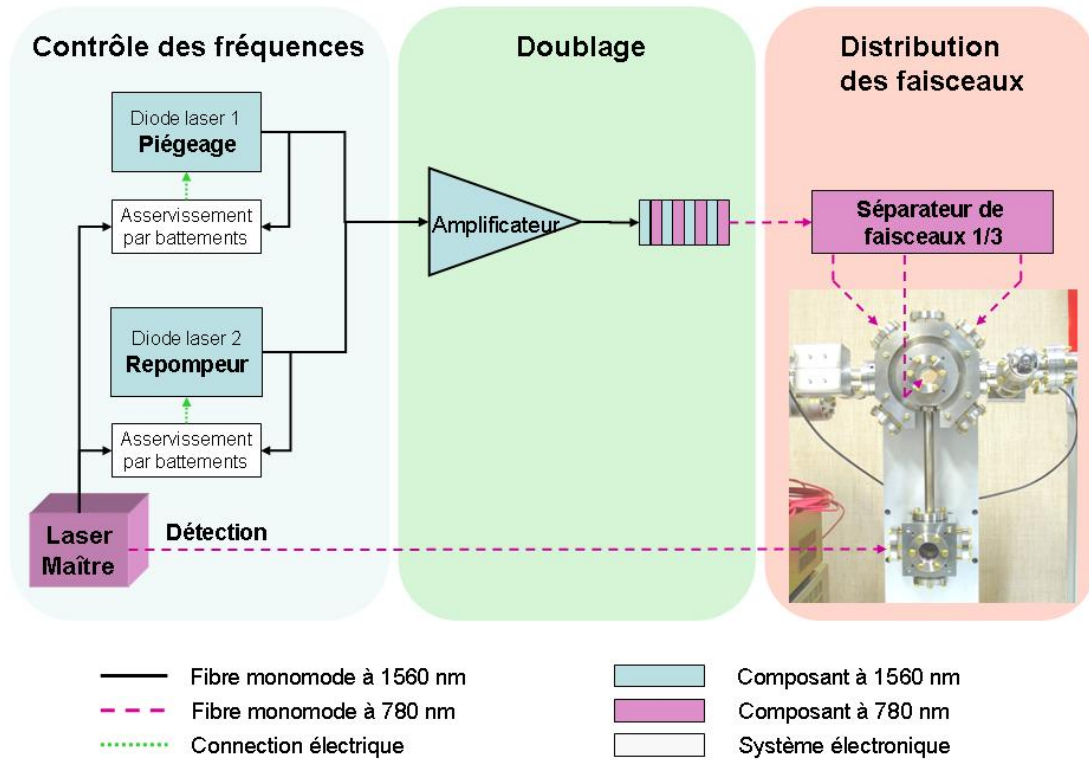 Contrôle des fréquences
Doublage
Distribution
des faisceaux
Diode laser 1
Piégeage
Asservissement
par battements
Amplificateur
Séparateur de
faisceaux 1/3
Diode laser 2
Repompeur
Asservissement
par battements
Laser
Maître
Détection
Fibre monomode à 1560 nm
Fibre monomode à 780 nm
Connection électrique
Composant à 1560 nm
Composant à 780 nm
Système électronique